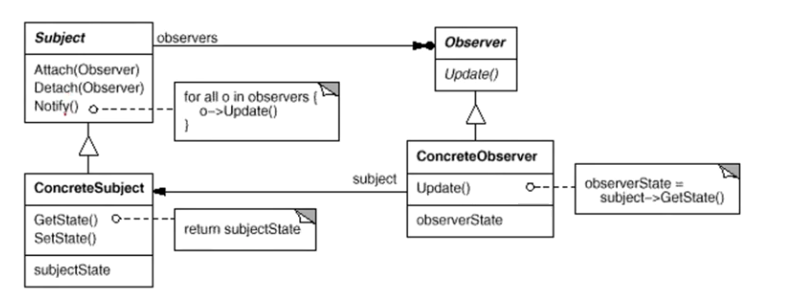 Subject
Attach(Observer)
Detach(Observer)
Notify()
observers
Observer
Update()
for all o in observers {
o->Update()
}
ConcreteSubject
GetState()
SetState()
subjectState
return subjectState
subject
ConcreteObserver
Update()
observerState
observerState =
subject->GetState()